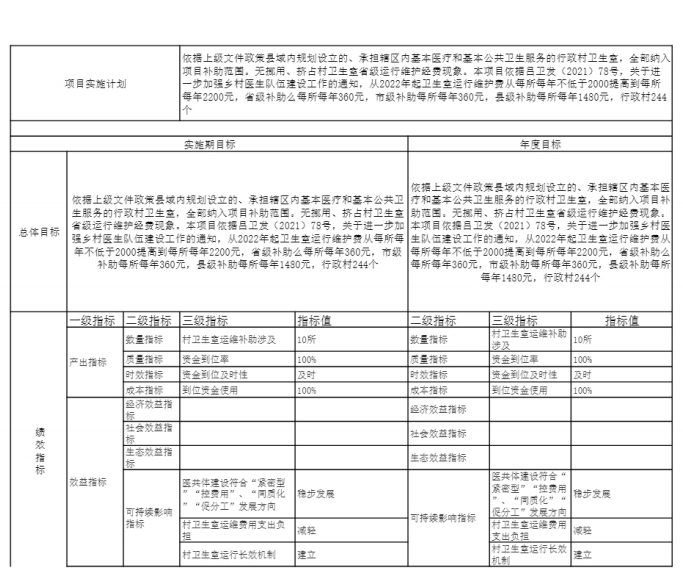 项目实施计划
依据上级文件政策县域内规划设立的、承担辖区内基本医疗和基本公共卫生服务的行政村卫生室，全部纳入
项目补助范围。无挪用、挤占村卫生室省级运行维护经费现象。本项目依据吕卫发（2021）78号，关于进
一步加强乡村医生队伍建设工作的通知，从2022年起卫生室运行维护费从每所每年不低于2000提高到每所
每年2200元，省级补助么每所每年360元，市级补助每所每年360元，县级补助每所每年1480元，行政村244
个
实施期目标
年度目标
总体目标
依据上级文件政策县域内规划设立的、承担辖区内基本医疗和基本公共卫
生服务的行政村卫生室，全部纳入项目补助范围。无挪用、挤占村卫生室
省级运行维护经费现象。本项目依据吕卫发（2021）78号，关于进一步加
强乡村医生队伍建设工作的通知，从2022年起卫生室运行维护费从每所每
年不低于2000提高到每所每年2200元，省级补助么每所每年360元，市级
补助每所每年360元，县级补助每所每年1480元，行政村244个
依据上级文件政策县域内规划设立的、承担辖区内基本医
疗和基本公共卫生服务的行政村卫生室，全部纳入项目补
助范围。无挪用、挤占村卫生室省级运行维护经费现象。
本项目依据吕卫发（2021）78号，关于进一步加强乡村医
生队伍建设工作的通知，从2022年起卫生室运行维护费从
每所每年不低于2000提高到每所每年2200元，省级补助么
每所每年360元，市级补助每所每年360元，县级补助每所
每年1480元，行政村244个
绩
效
指
标
一级指标 二级指标 三级指标 指标值 二级指标 三级指标 指标值
产出指标
数量指标 村卫生室运维补助涉及 10所 数量指标 村卫生室运维补助
涉及 10所
质量指标 资金到位率 100% 质量指标 资金到位率 100%
时效指标 资金到位及时性 及时 时效指标 资金到位及时性 及时
成本指标 到位资金使用 100% 成本指标 到位资金使用 100%
效益指标
经济效益指
标
经济效益指标
社会效益指
标
社会效益指标
生态效益指
标
生态效益指标
可持续影响
指标
医共体建设符合“紧密型
”“控费用”、“同质化
”“促分工”发展方向
稳步发展
可持续影响指标
医共体建设符合“
紧密型”“控费用
”、“同质化”“
促分工”发展方向
稳步发展
村卫生室运维费用支出负
担
减轻
村卫生室运维费用
支出负担
减轻
村卫生室运行长效机制 建立
村卫生室运行长效
机制
建立